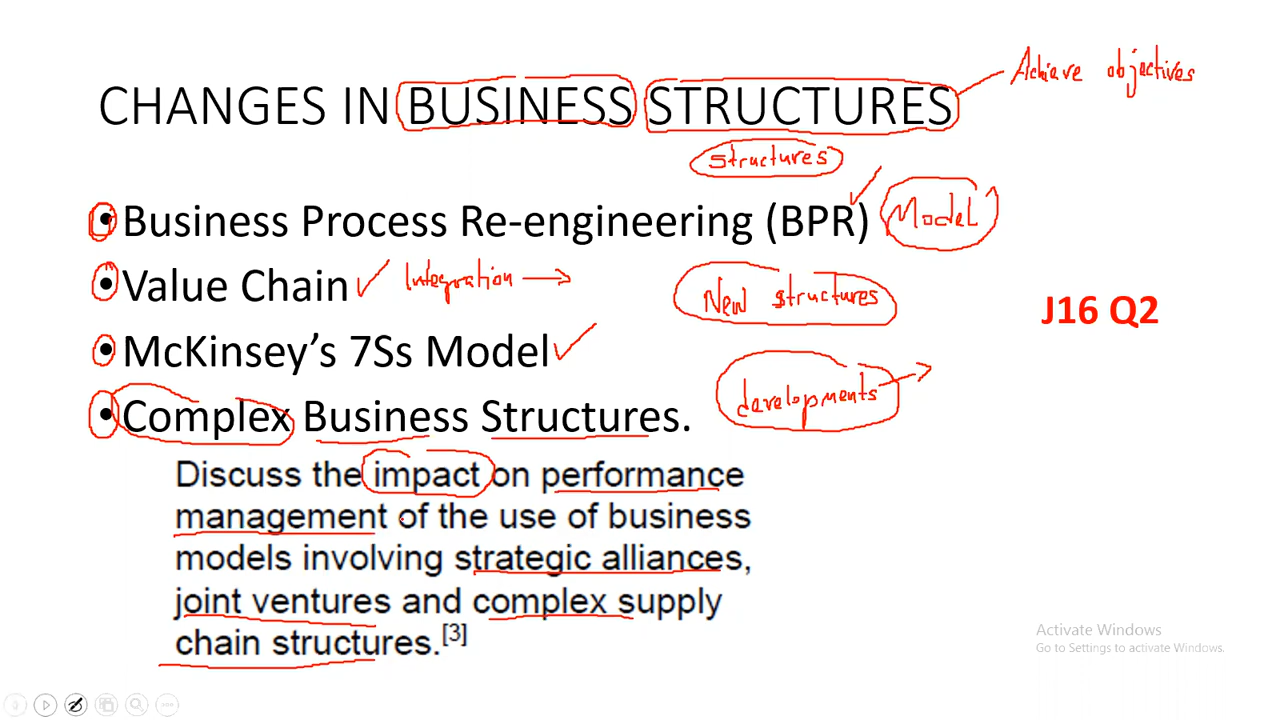 Achieve objectives
CHANGES IN BUSINESS STRUCTURES
structures
• Business Process Re-engineering (BPR) Model
• Value Chain Integration
New structures
J16 Q2
• McKinsey's 7Ss Model
developments
• Complex Business Structures.
Discuss the impact on performance
management of the use of business
models involving strategic alliances,
joint ventures and complex supply
chain structures.[3]
Activate Windows
Go to Settings to activate Windows.